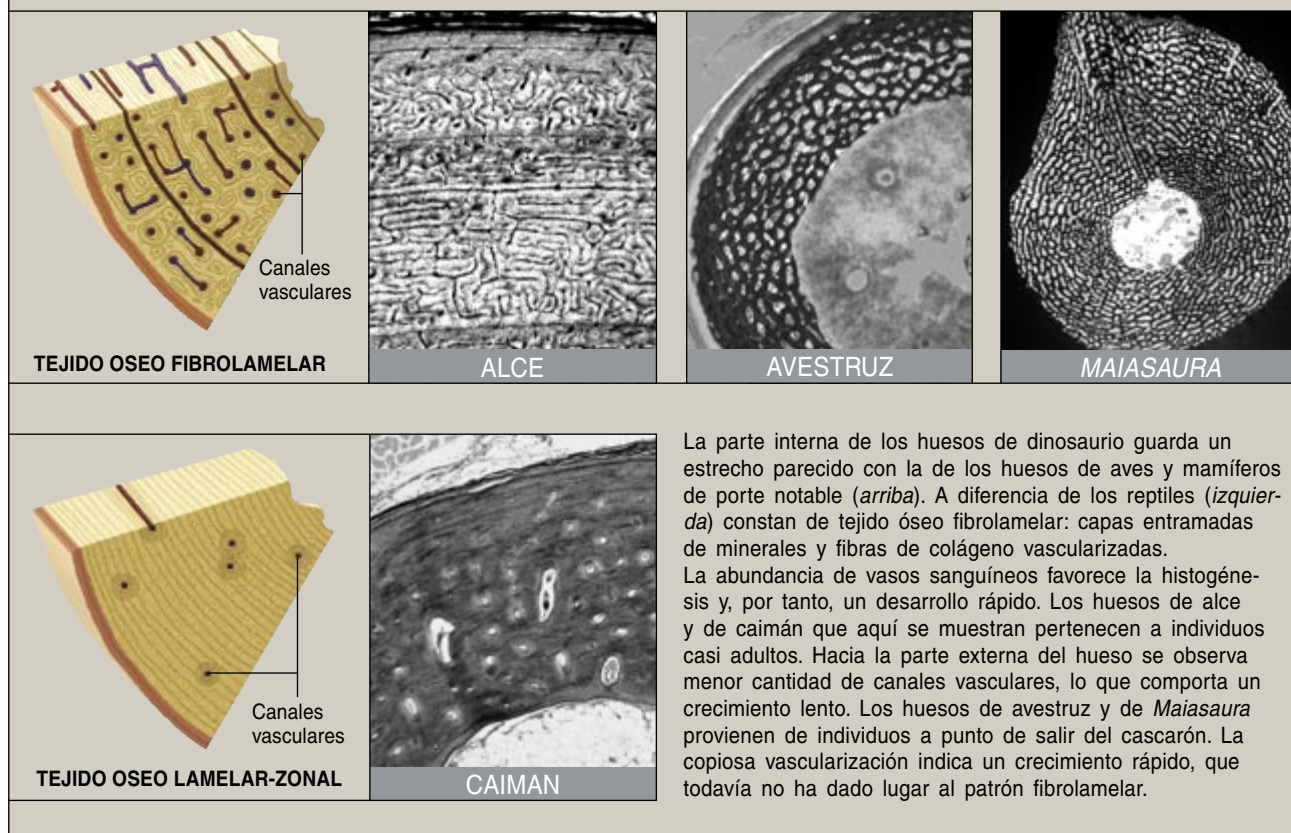 Canales
vasculares
TEJIDO OSEO FIBROLAMELAR
ALCE
AVESTRUZ
MAIASAURA
Canales
vasculares
TEJIDO OSEO LAMELAR-ZONAL
CAIMAN
La parte interna de los huesos de dinosaurio guarda un
estrecho parecido con la de los huesos de aves y mamíferos
de porte notable (arriba). A diferencia de los reptiles (izquier-
da) constan de tejido óseo fibrolamelar: capas entramadas
de minerales y fibras de colágeno vascularizadas.
La abundancia de vasos sanguíneos favorece la histogéne-
sis y, por tanto, un desarrollo rápido. Los huesos de alce
y de caimán que aquí se muestran pertenecen a individuos
casi adultos. Hacia la parte externa del hueso se observa
menor cantidad de canales vasculares, lo que comporta un
crecimiento lento. Los huesos de avestruz y de Maiasaura
provienen de individuos a punto de salir del cascarón. La
copiosa vascularización indica un crecimiento rápido, que
todavía no ha dado lugar al patrón fibrolamelar.